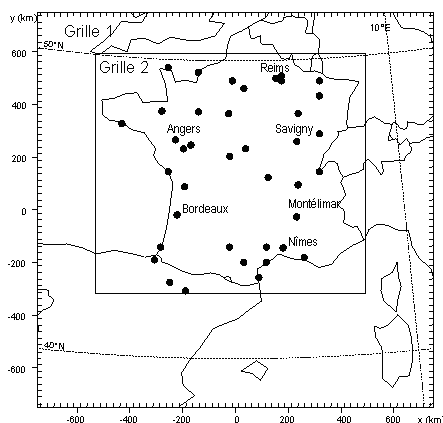 y (km)
Grille 1
10°E
600
50°N
Grille 2
Reims
400
Angers
Savigny
200
0
Bordeaux
Montélimar
Nîmes
-200
-400
40°N
-600
-600 -400 -200 0 200 400 600
x (km)